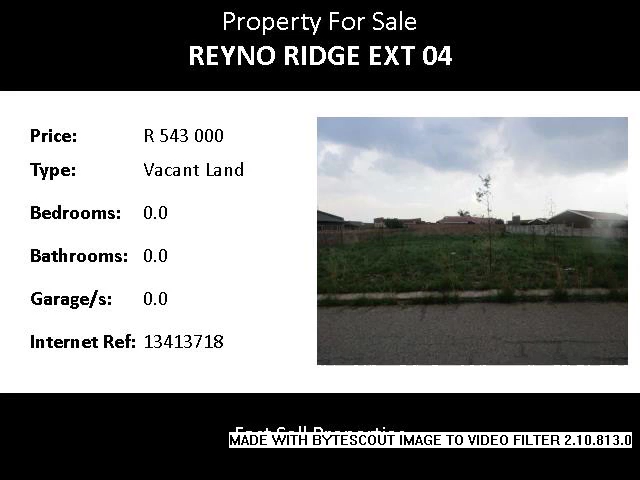 Property For Sale
REYNO RIDGE EXT 04
Price: R 543 000
Type: Vacant Land
Bedrooms: 0.0
Bathrooms: 0.0
Garage/s: 0.0
Internet Ref: 13413718
MADE WITH BYTESCOUT IMAGE TO VIDEO FILTER 2.10.813.0